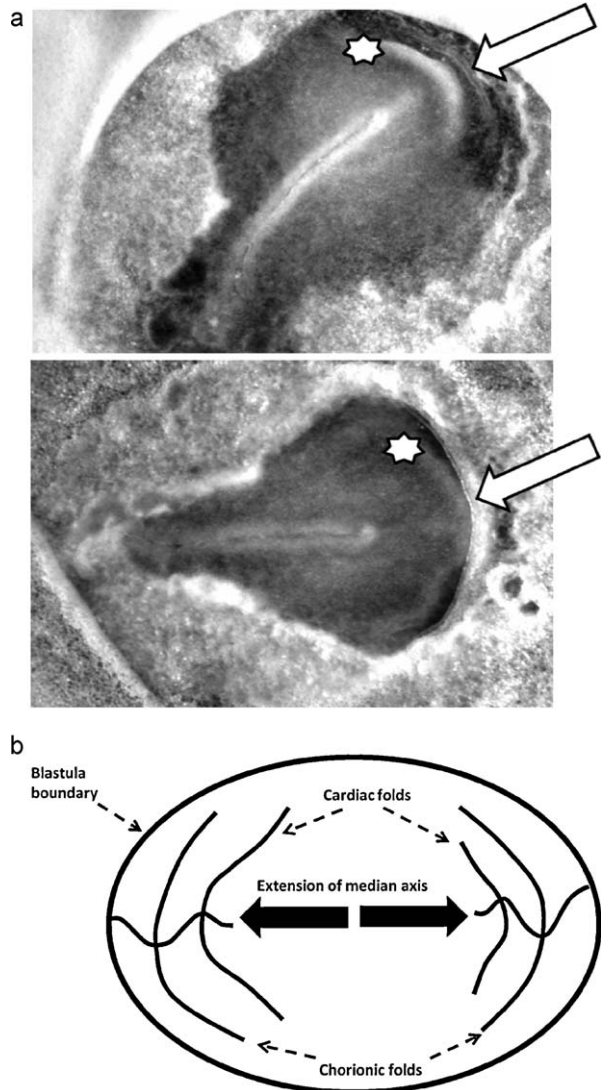 a
b
Blastula
boundary
Cardiac folds
Extension of median axis
Chorionic folds